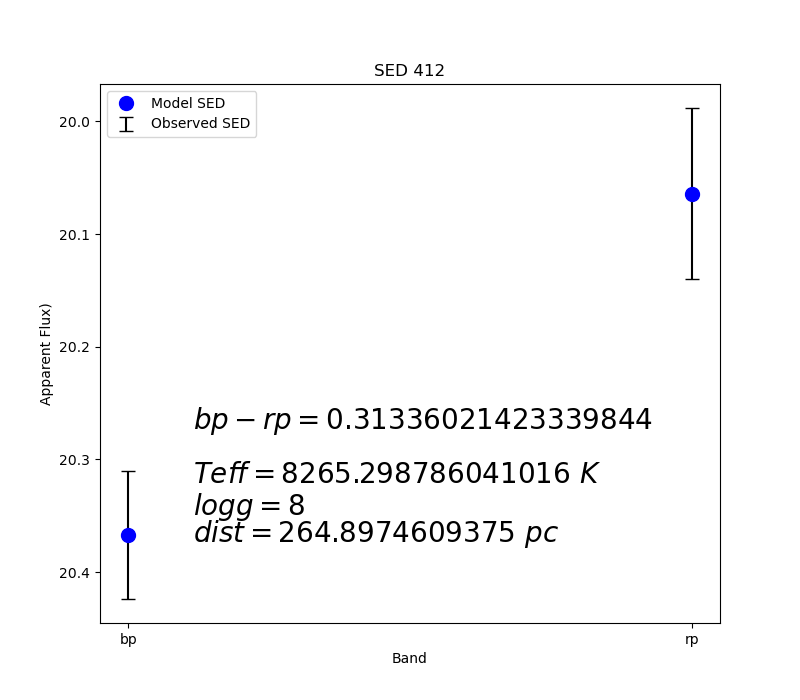 SED 412
Model SED
Observed SED
20.0
20.1
20.2
20.3
20.4
Apparent Flux)
bp − rp = 0.31336021423339844
Teff = 8265.298786041016 K
logg = 8
dist = 264.8974609375 pc
bp
rp
Band